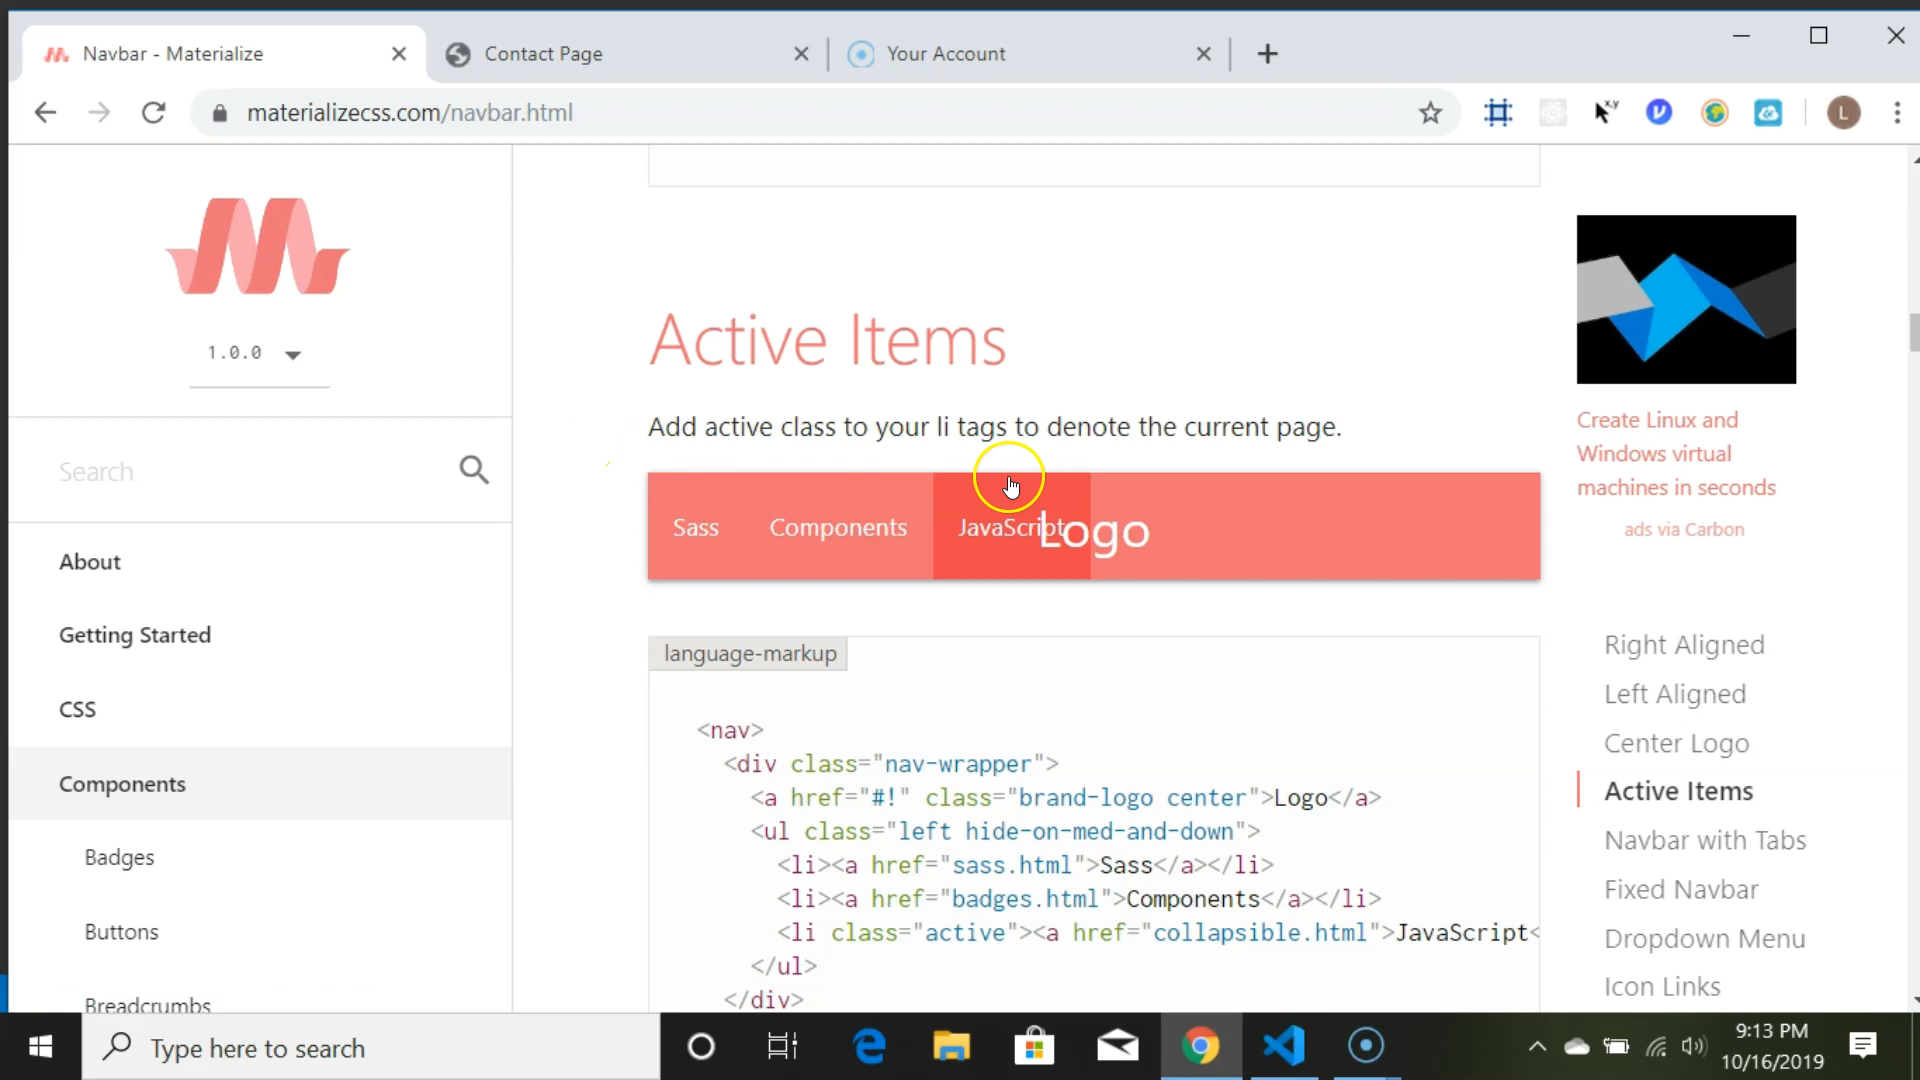 Navbar - Materialize
Contact Page
Your Account
materializecss.com/navbar.html
x,y
L
1.0.0
Search
About
Getting Started
CSS
Components
Badges
Buttons
Breadcrumbs
Active Items
Add active class to your li tags to denote the current page.
Sass
Components
JavaScript
Logo
language-markup
<nav>
<div class="nav-wrapper">
<a href="#!" class="brand-logo center">Logo</a>
<ul class="left hide-on-med-and-down">
<li><a href="sass.html">Sass</a></li>
<li><a href="badges.html">Components</a></li>
<li class="active"><a href="collapsible.html">JavaScript<
</ul>
</div>
Create Linux and
Windows virtual
machines in seconds
ads via Carbon
Right Aligned
Left Aligned
Center Logo
Active Items
Navbar with Tabs
Fixed Navbar
Dropdown Menu
Icon Links
Type here to search
9:13 PM
10/16/2019